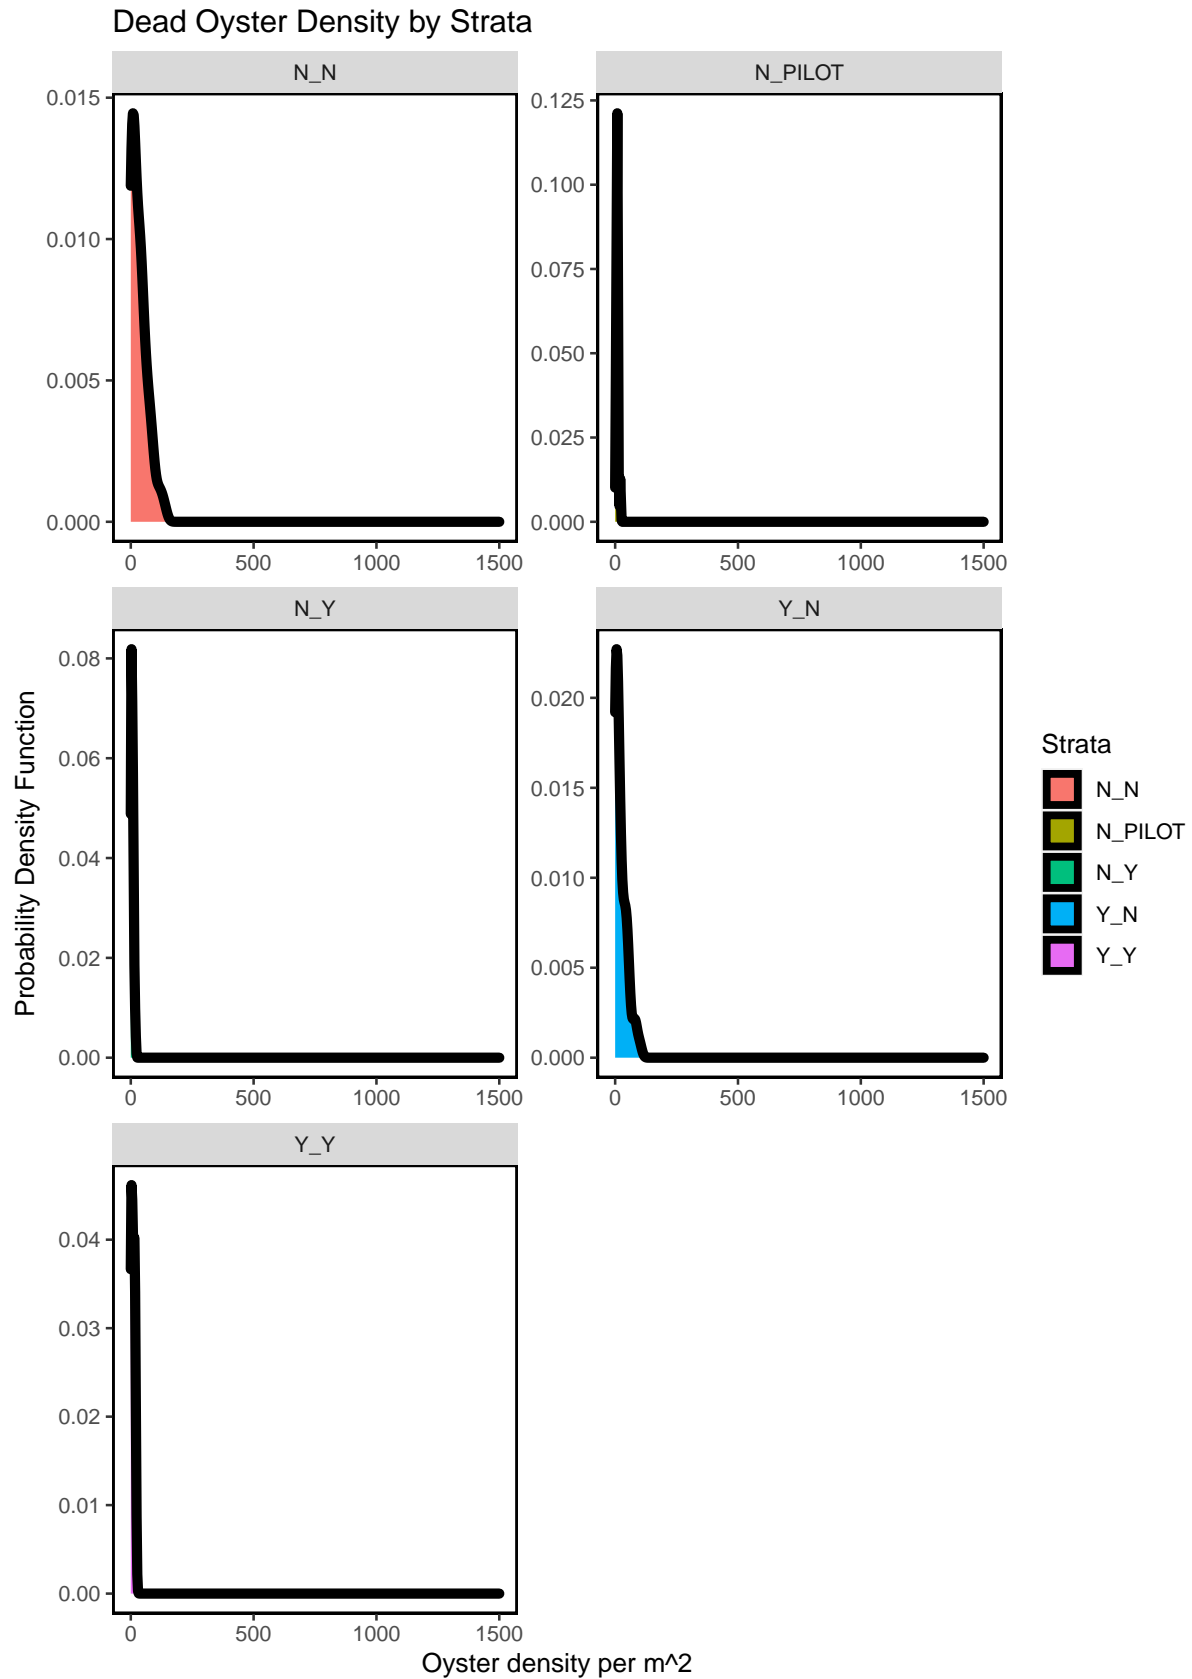 Dead Oyster Density by Strata
N_N
N_PILOT
0.015
0.010
0.005
0.000
0 500 1000 1500
0.125
0.100
0.075
0.050
0.025
0.000
0 500 1000 1500
N_Y
Y_N
0.08
0.06
0.04
0.02
0.00
0 500 1000 1500
0.020
0.015
0.010
0.005
0.000
0 500 1000 1500
Y_Y
0.04
0.03
0.02
0.01
0.00
0 500 1000 1500
Probability Density Function
Oyster density per m^2
Strata
N_N
N_PILOT
N_Y
Y_N
Y_Y